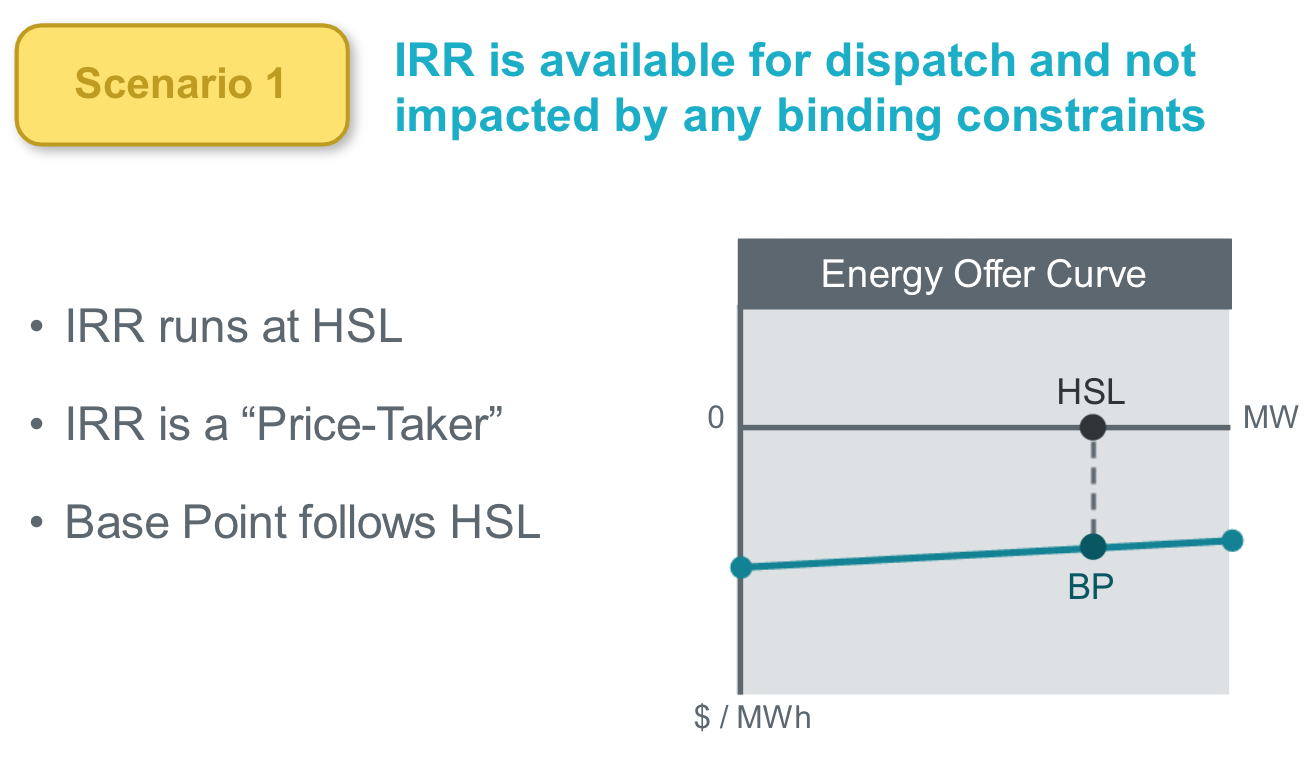 Scenario 1
IRR is available for dispatch and not
impacted by any binding constraints
• IRR runs at HSL
• IRR is a “Price-Taker”
• Base Point follows HSL
Energy Offer Curve
HSL
0
MW
BP
$ / MWh